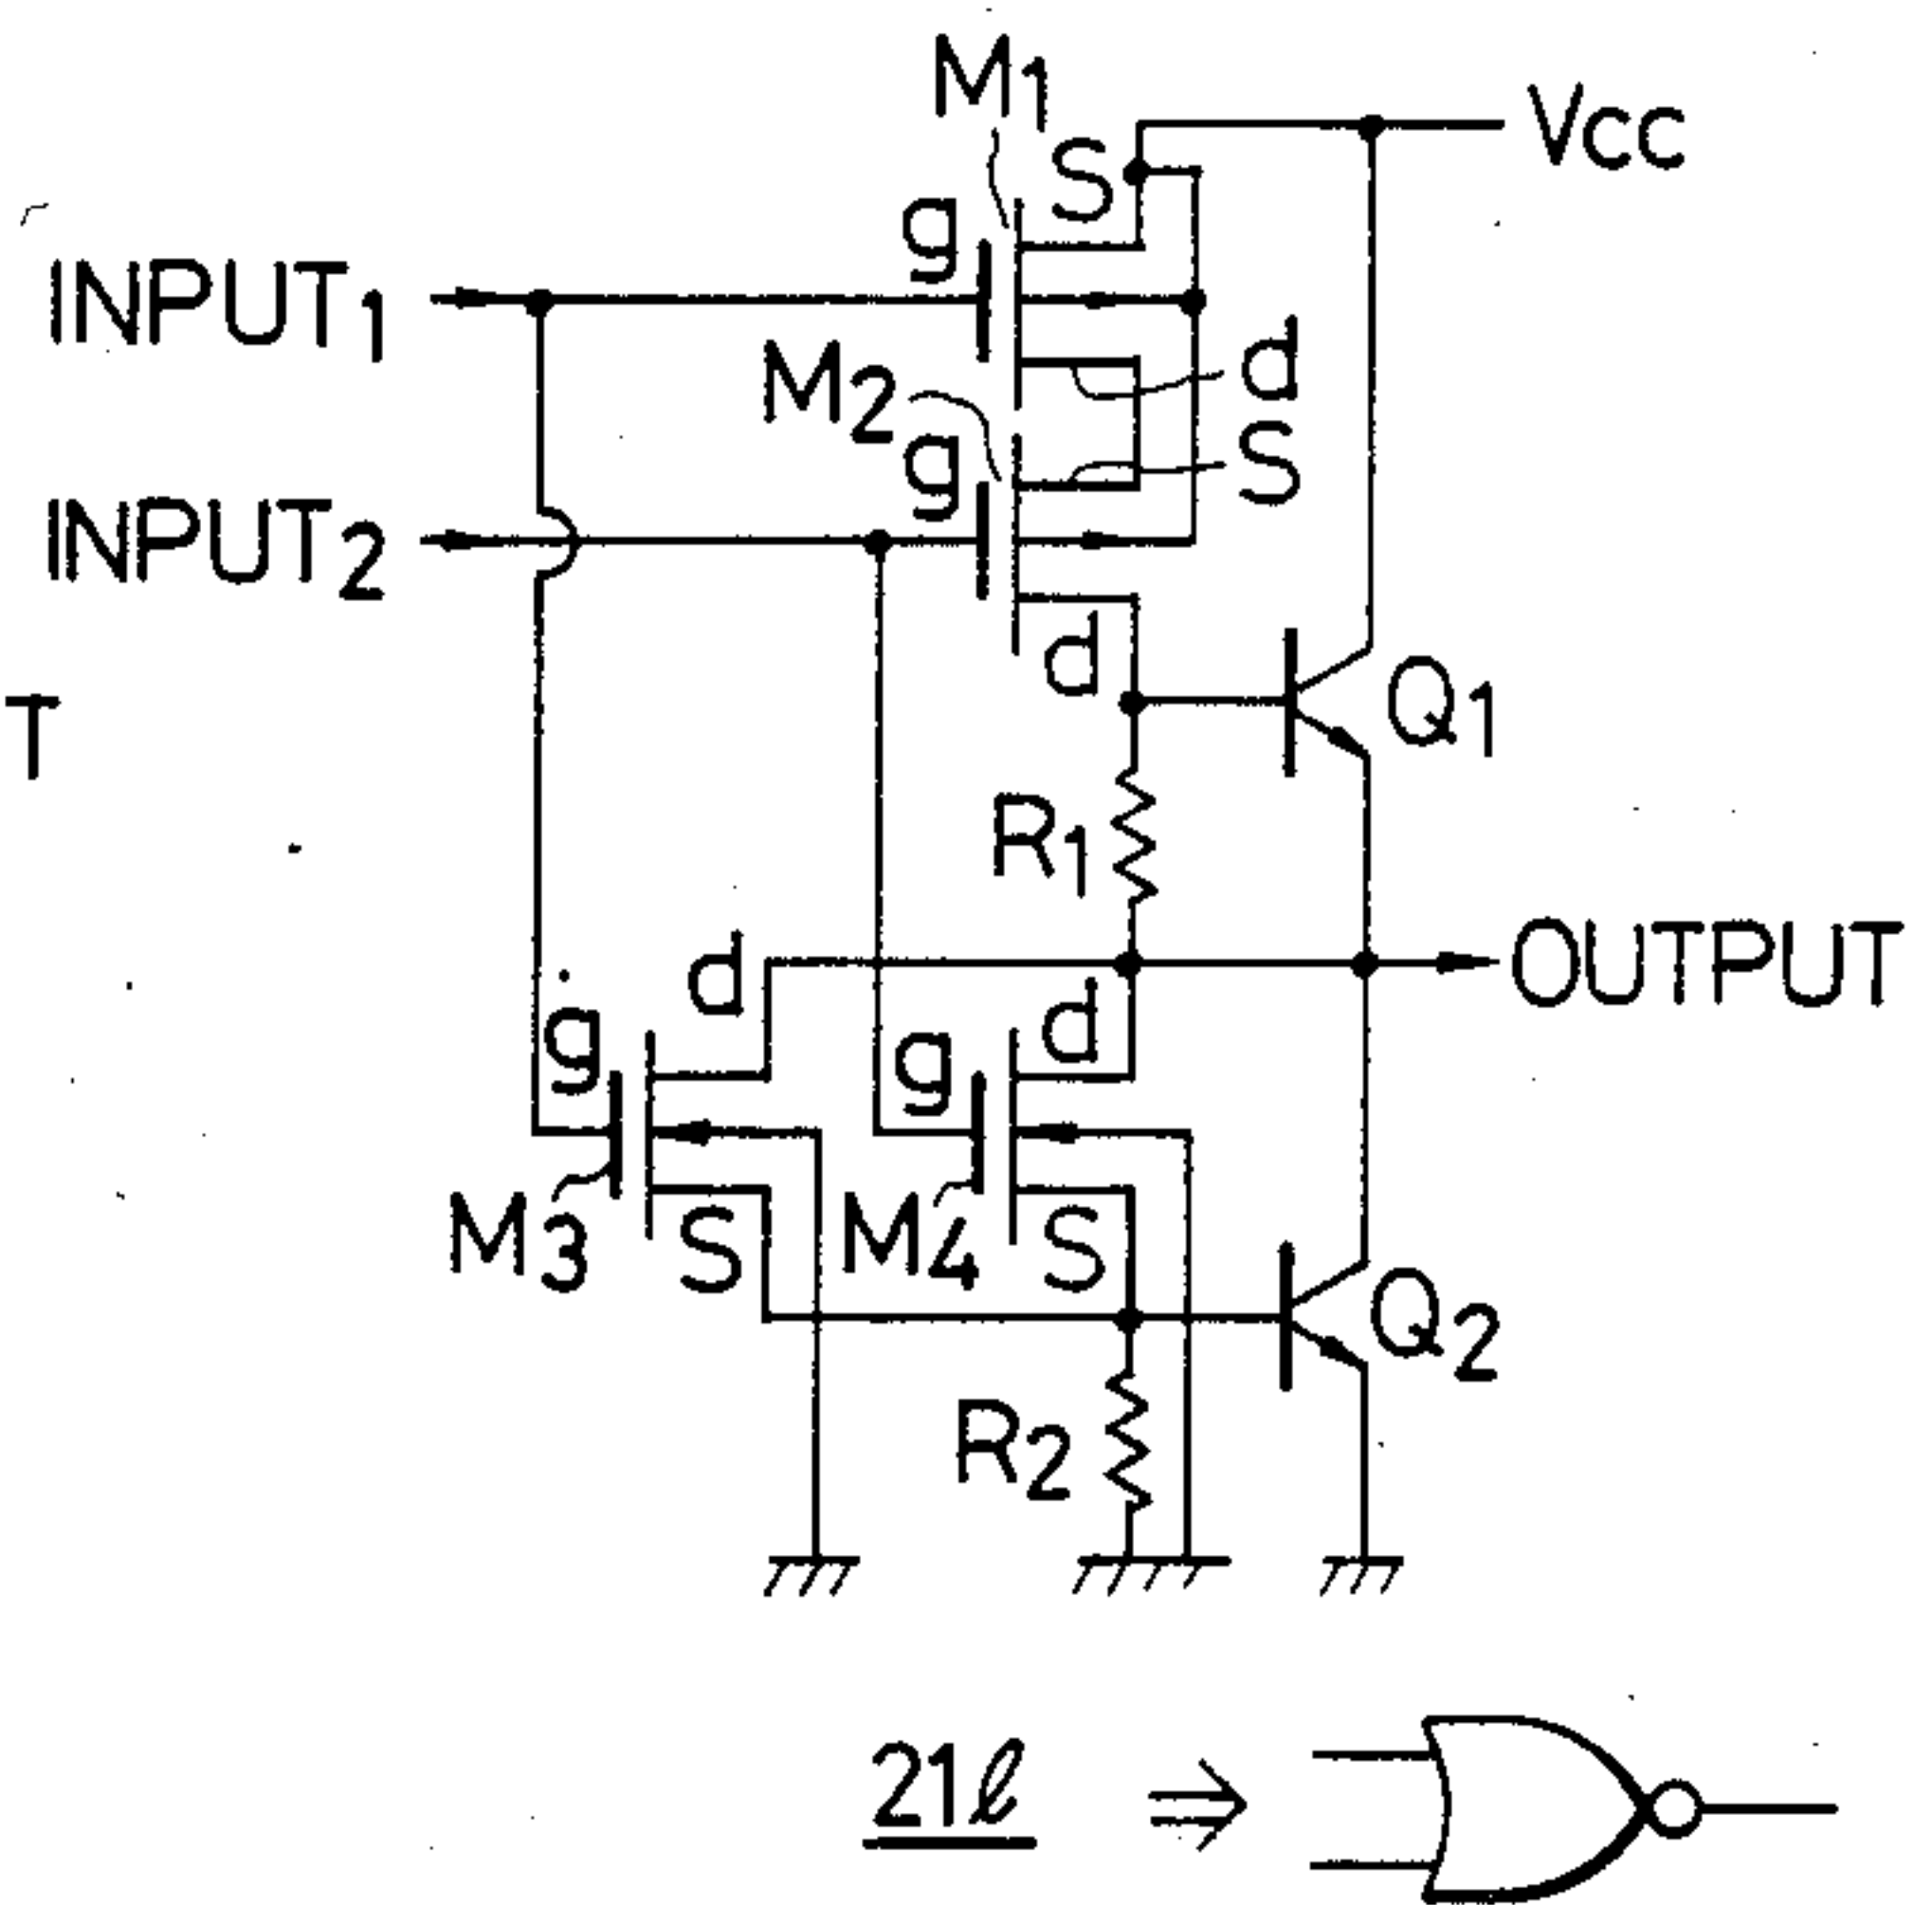 M1
Vcc
S
g
INPUT1
d
M2
S
g
INPUT2
d
Q1
T
R1
OUTPUT
d
d
g
g
M3
S
M4
S
Q2
R2
21ℓ